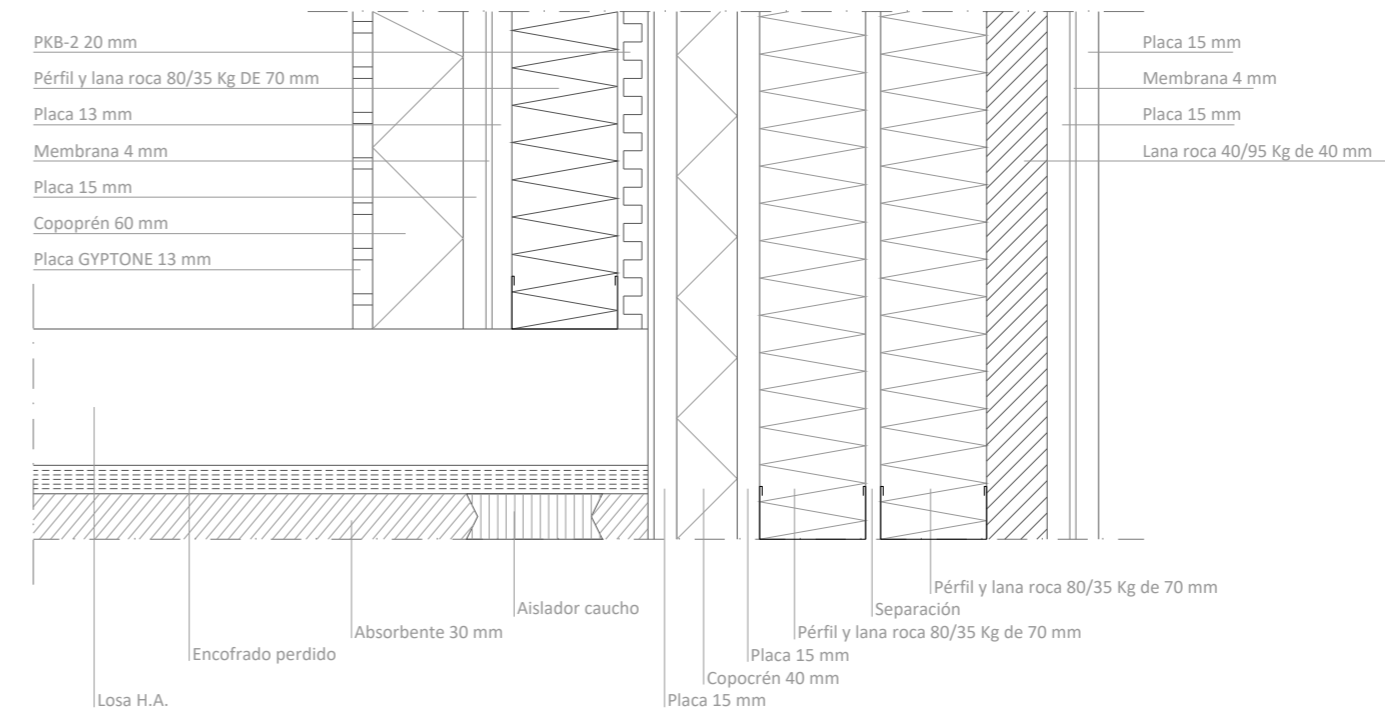 PKB-2 20 mm
Pérfil y lana roca 80/35 Kg DE 70 mm
Placa 13 mm
Membrana 4 mm
Placa 15 mm
Copoprén 60 mm
Placa GYPTONE 13 mm
Placa 15 mm
Membrana 4 mm
Placa 15 mm
Lana roca 40/95 Kg de 40 mm
Pérfil y lana roca 80/35 Kg de 70 mm
Aislador caucho
Separación
Absorbente 30 mm
Pérfil y lana roca 80/35 Kg de 70 mm
Encofrado perdido
Placa 15 mm
Copocrén 40 mm
Losa H.A.
Placa 15 mm